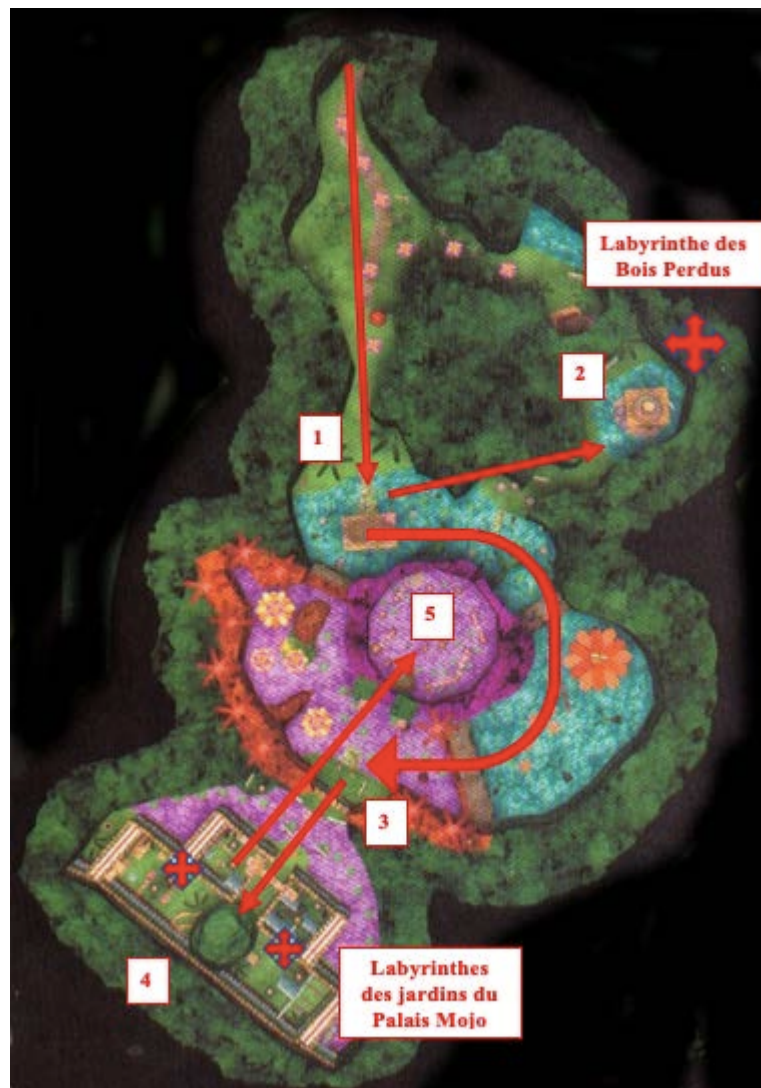 Labyrinthe des
Bois Perdus
2
1
5
3
4
Labyrinthes
des jardins du
Palais Mojo